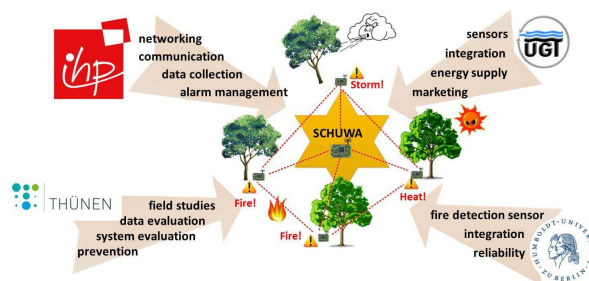 ihp
networking
communication
data collection
alarm management
sensors
integration
energy supply
marketing
UGT
Storm!
SCHUWA
Fire!
Heat!
Fire!
THÜNEN
field studies
data evaluation
system evaluation
prevention
fire detection sensor
integration
reliability
HUMBOLDT-UNIVERSITÄT ZU BERLIN